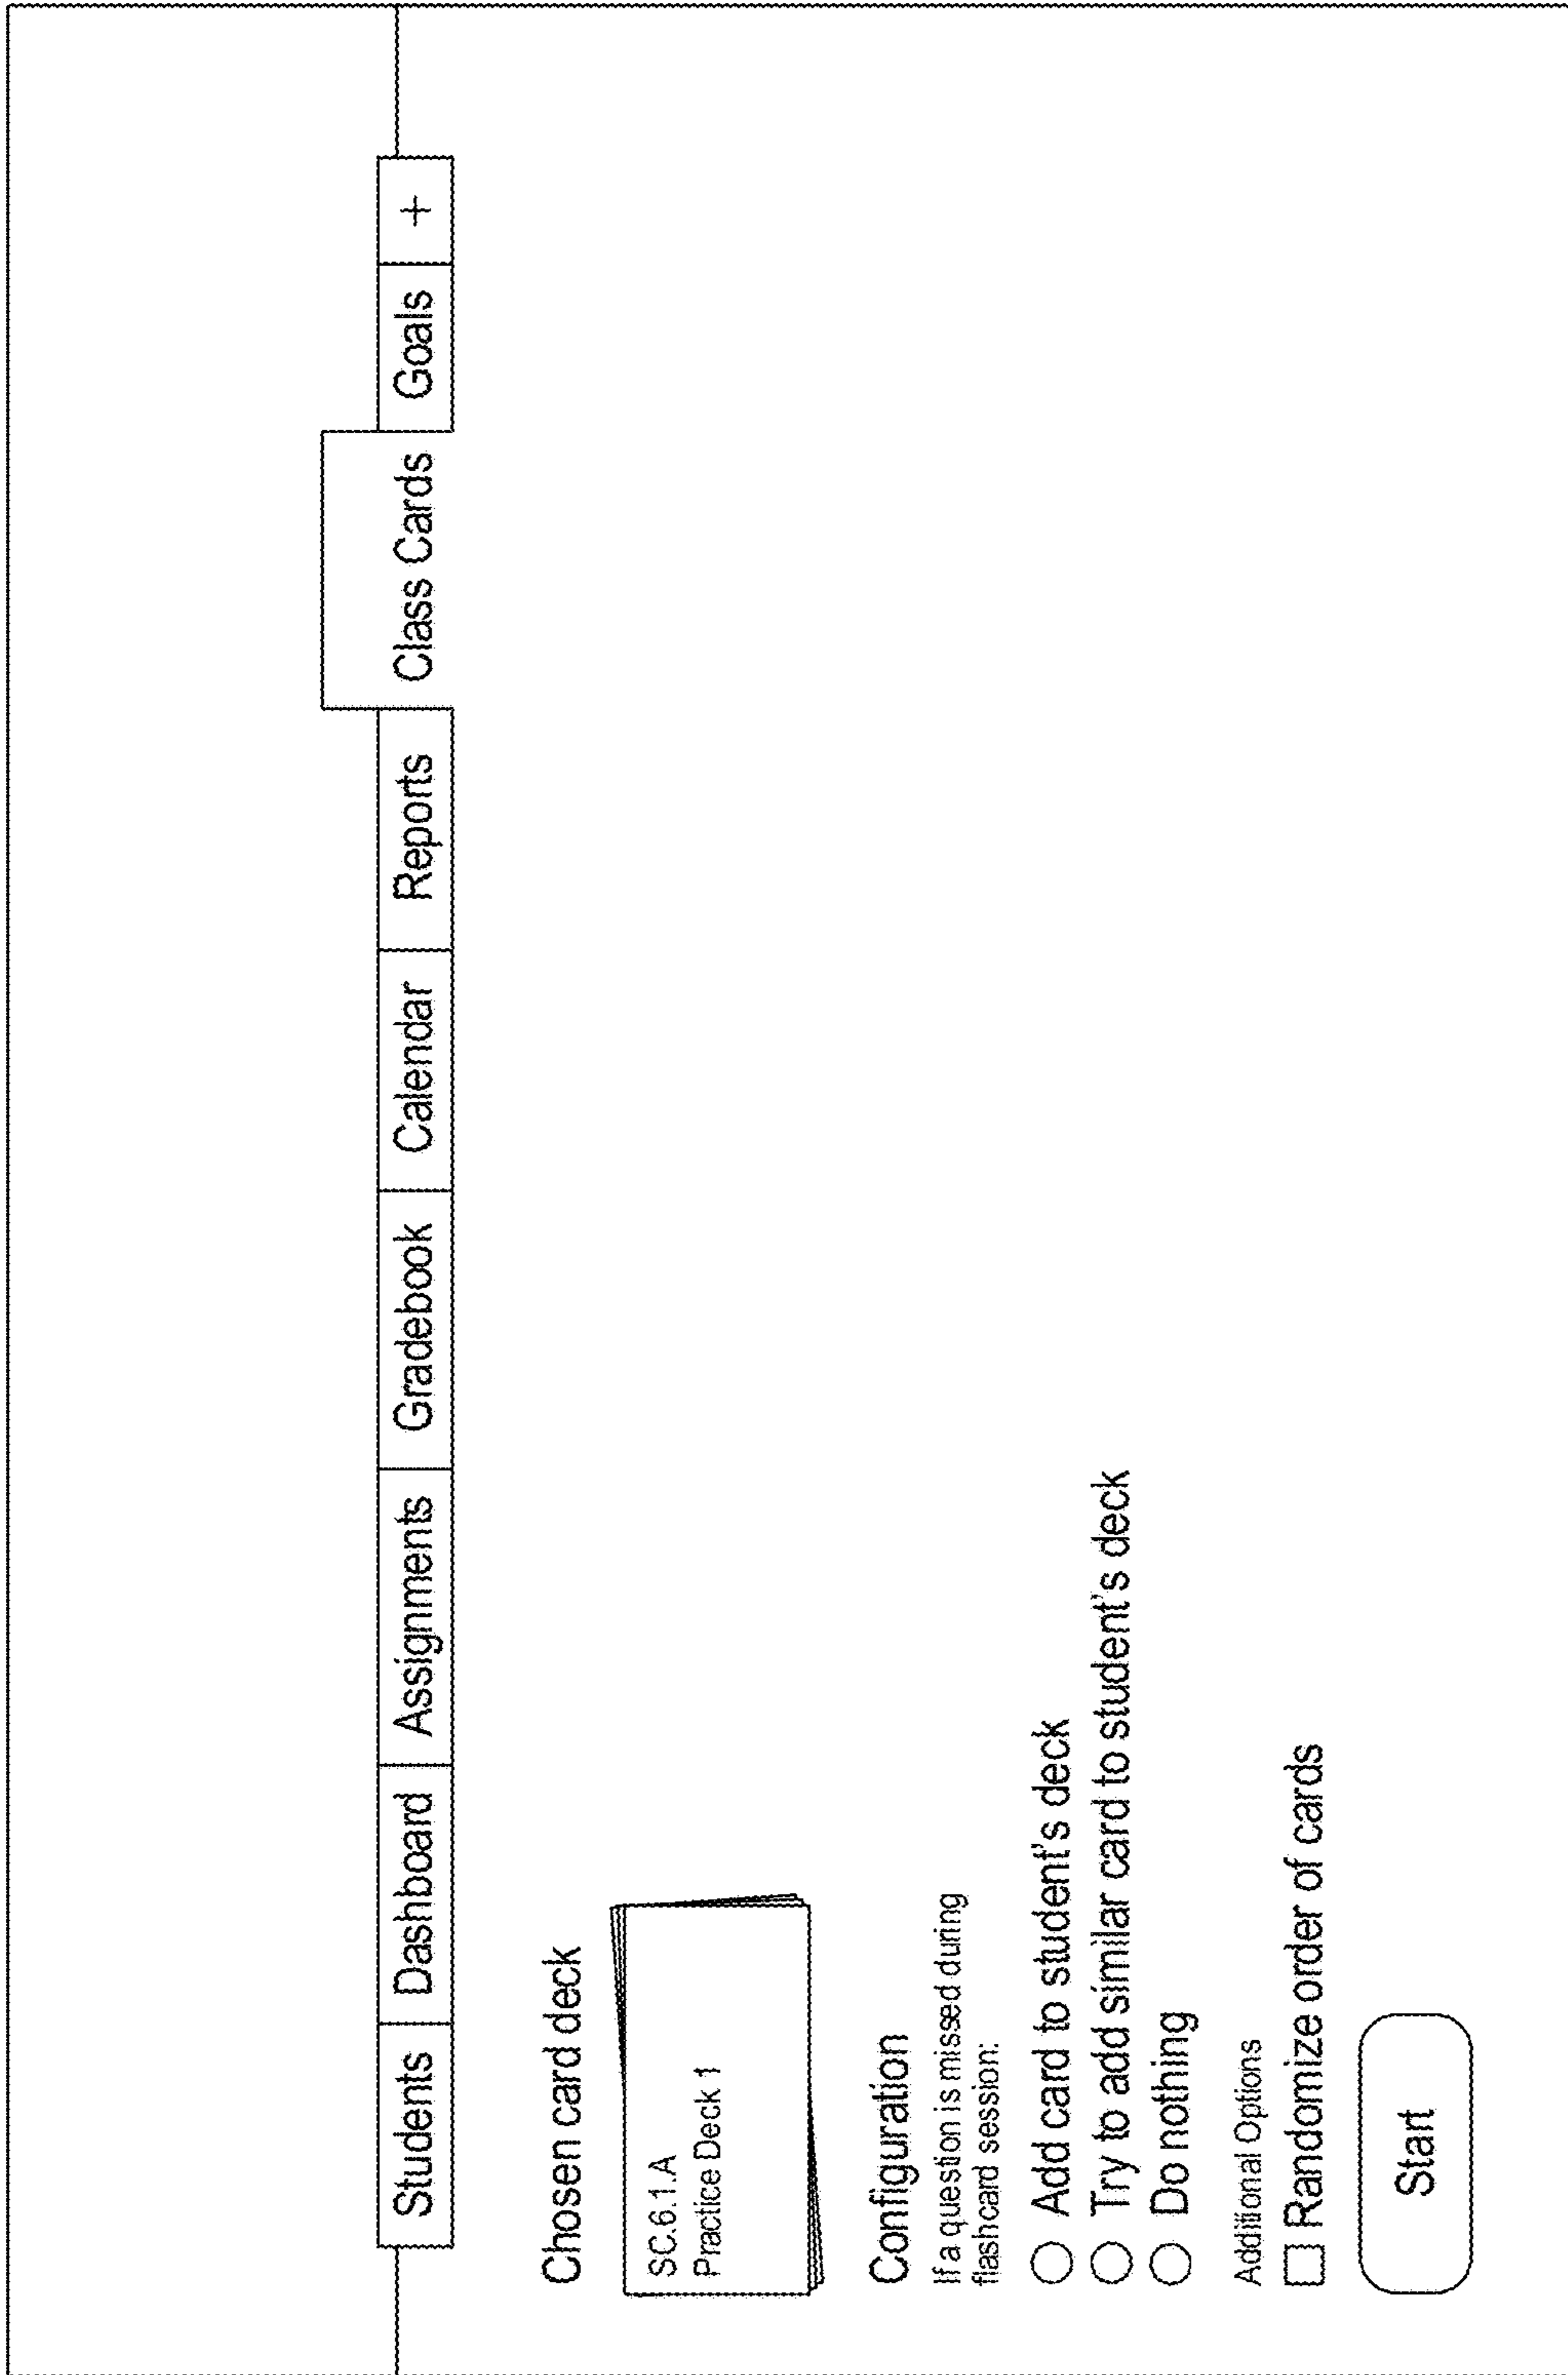 Students Dashboard Assignments Gradebook Calendar Reports Class Cards Goals +
Chosen card deck
SC.6.1.A
Practice Deck 1
Configuration
If a question is missed during
flashcard session:
Add card to student's deck
Try to add similar card to student's deck
Do nothing
Additional Options
Randomize order of cards
Start